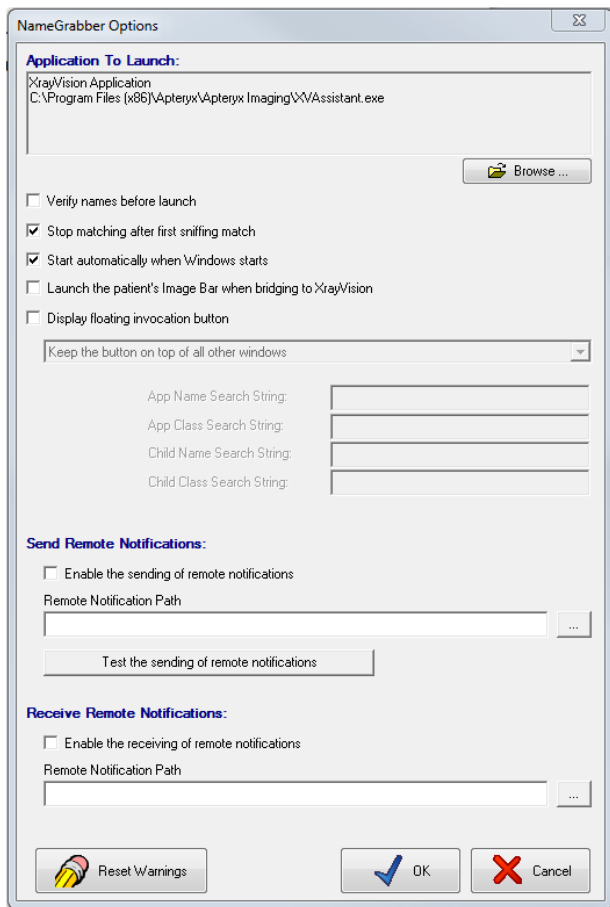 NameGrabber Options
Application To Launch:
XrayVision Application
C:\Program Files (x86)\Apteryx\Apteryx Imaging\XVAssistant.exe
Browse ...
Verify names before launch
Stop matching after first sniffing match
Start automatically when Windows starts
Launch the patient's Image Bar when bridging to XrayVision
Display floating invocation button
Keep the button on top of all other windows
App Name Search String:
App Class Search String:
Child Name Search String:
Child Class Search String:
Send Remote Notifications:
Enable the sending of remote notifications
Remote Notification Path
...
Test the sending of remote notifications
Receive Remote Notifications:
Enable the receiving of remote notifications
Remote Notification Path
...
Reset Warnings
OK
Cancel